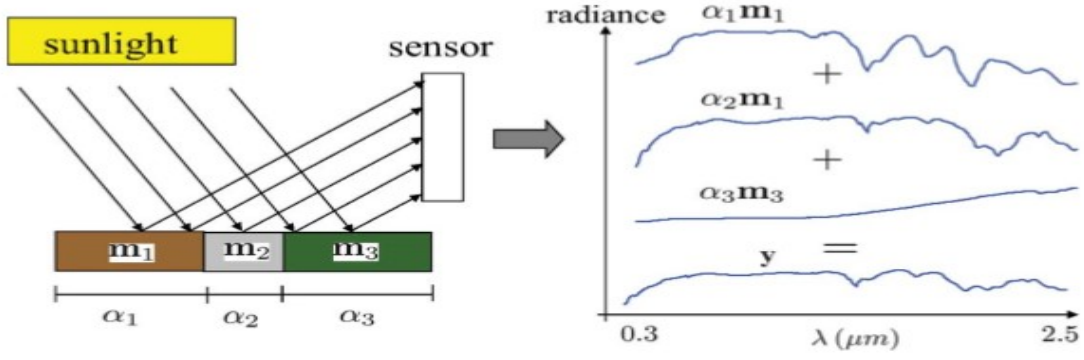 sunlight
sensor
m₁ m₂ m₃
α₁ α₂ α₃
radiance
α₁m₁
+
α₂m₁
+
α₃m₃
y =
0.3 λ (μm) 2.5